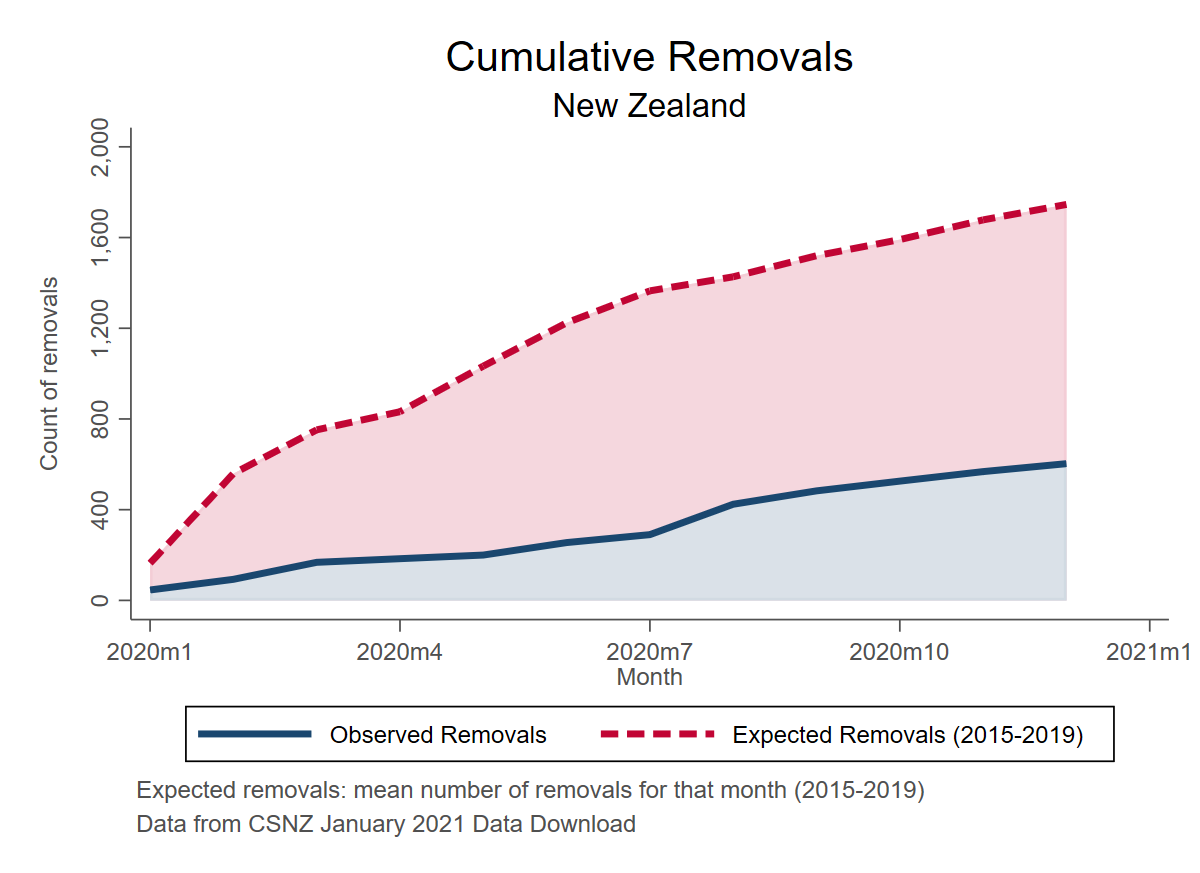 Cumulative Removals
New Zealand
Count of removals
2,000
1,600
1,200
800
400
0
2020m1 2020m4 2020m7 2020m10 2021m1
Month
Observed Removals Expected Removals (2015-2019)
Expected removals: mean number of removals for that month (2015-2019)
Data from CSNZ January 2021 Data Download